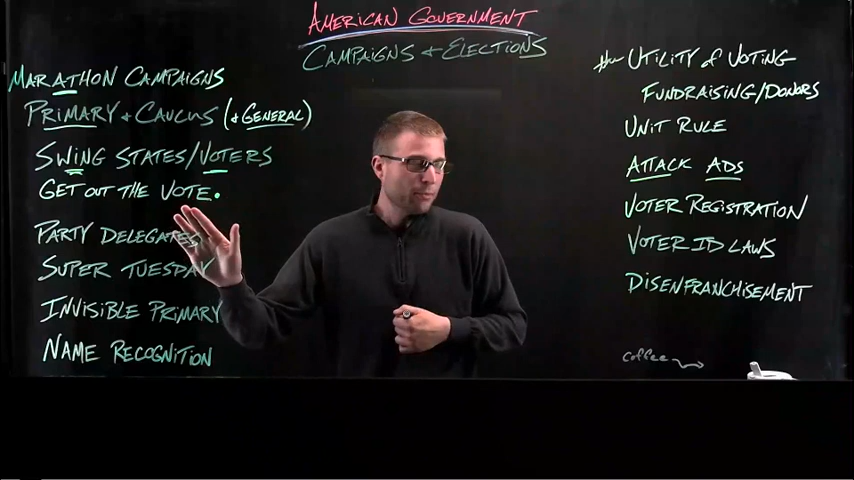 AMERICAN GOVERNMENT
CAMPAIGNS & ELECTIONS
MARATHON CAMPAIGNS
PRIMARY & CAUCUS (& GENERAL)
SWING STATES/VOTERS
GET OUT THE VOTE.
PARTY DELEGATES
SUPER TUESDAY
INVISIBLE PRIMARY
NAME RECOGNITION
the UTILITY of VOTING
FUNDRAISING/DONORS
UNIT RULE
ATTACK ADS
VOTER REGISTRATION
VOTER ID LAWS
DISENFRANCHISEMENT
coffee